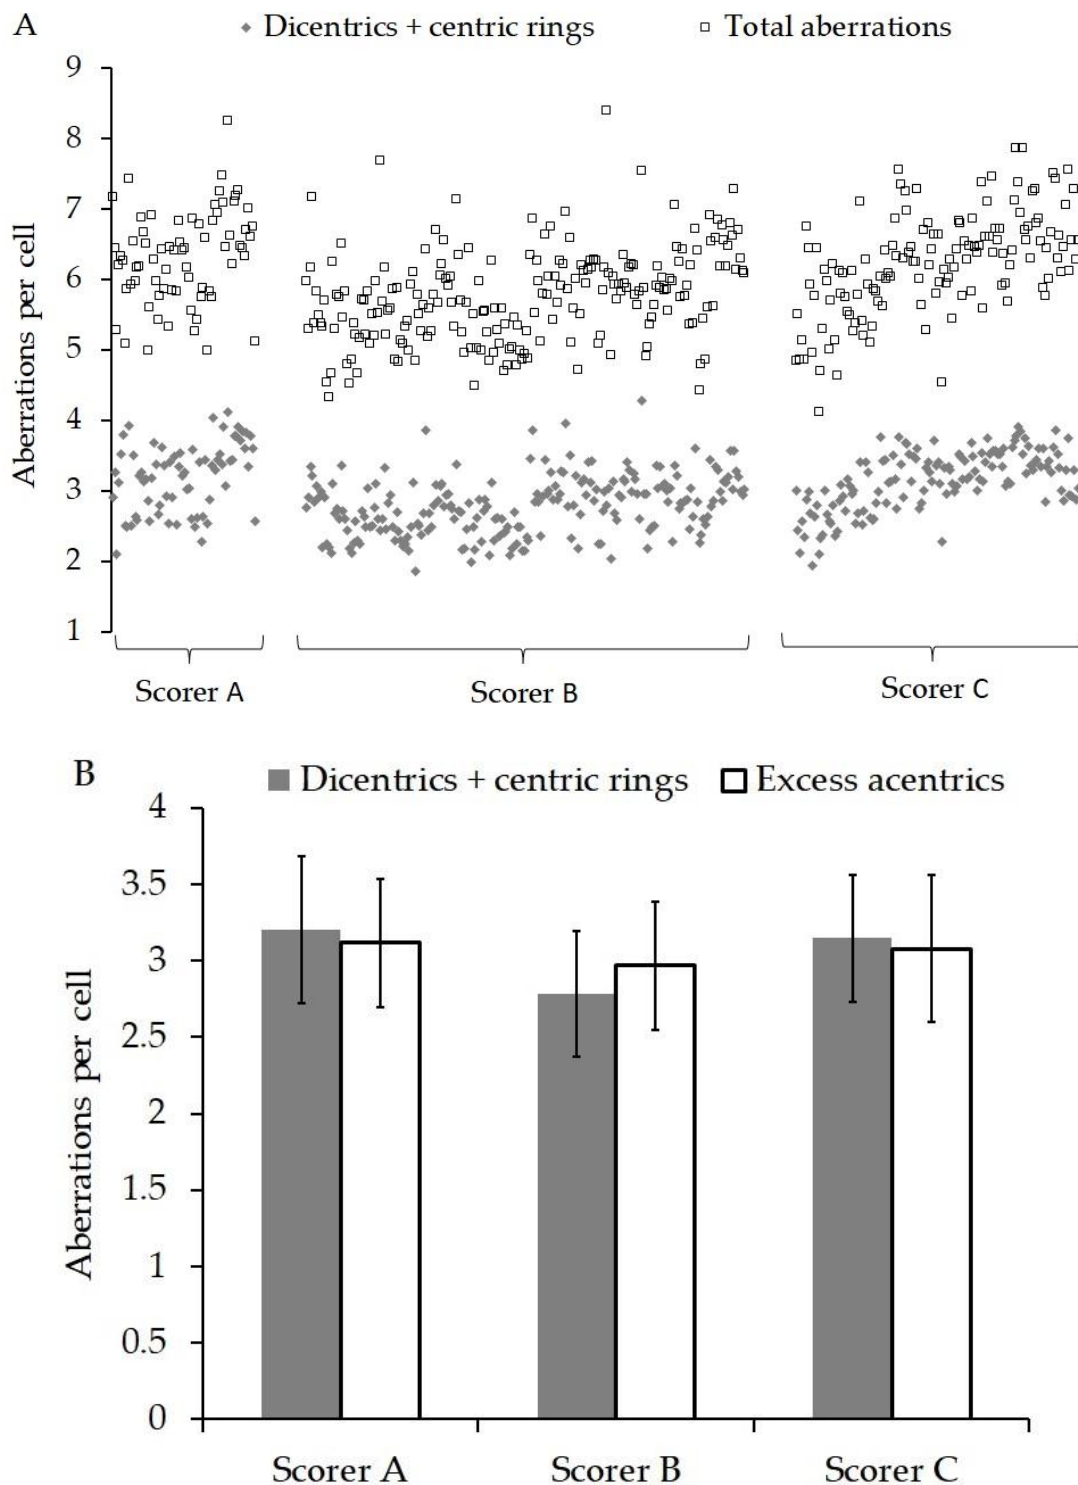 A
Dicentrics + centric rings
Total aberrations
9
8
7
6
5
4
3
2
1
Aberrations per cell
Scorer A
Scorer B
Scorer C
B
Dicentrics + centric rings
Excess acentrics
4
3.5
3
2.5
2
1.5
1
0.5
0
Aberrations per cell
Scorer A
Scorer B
Scorer C